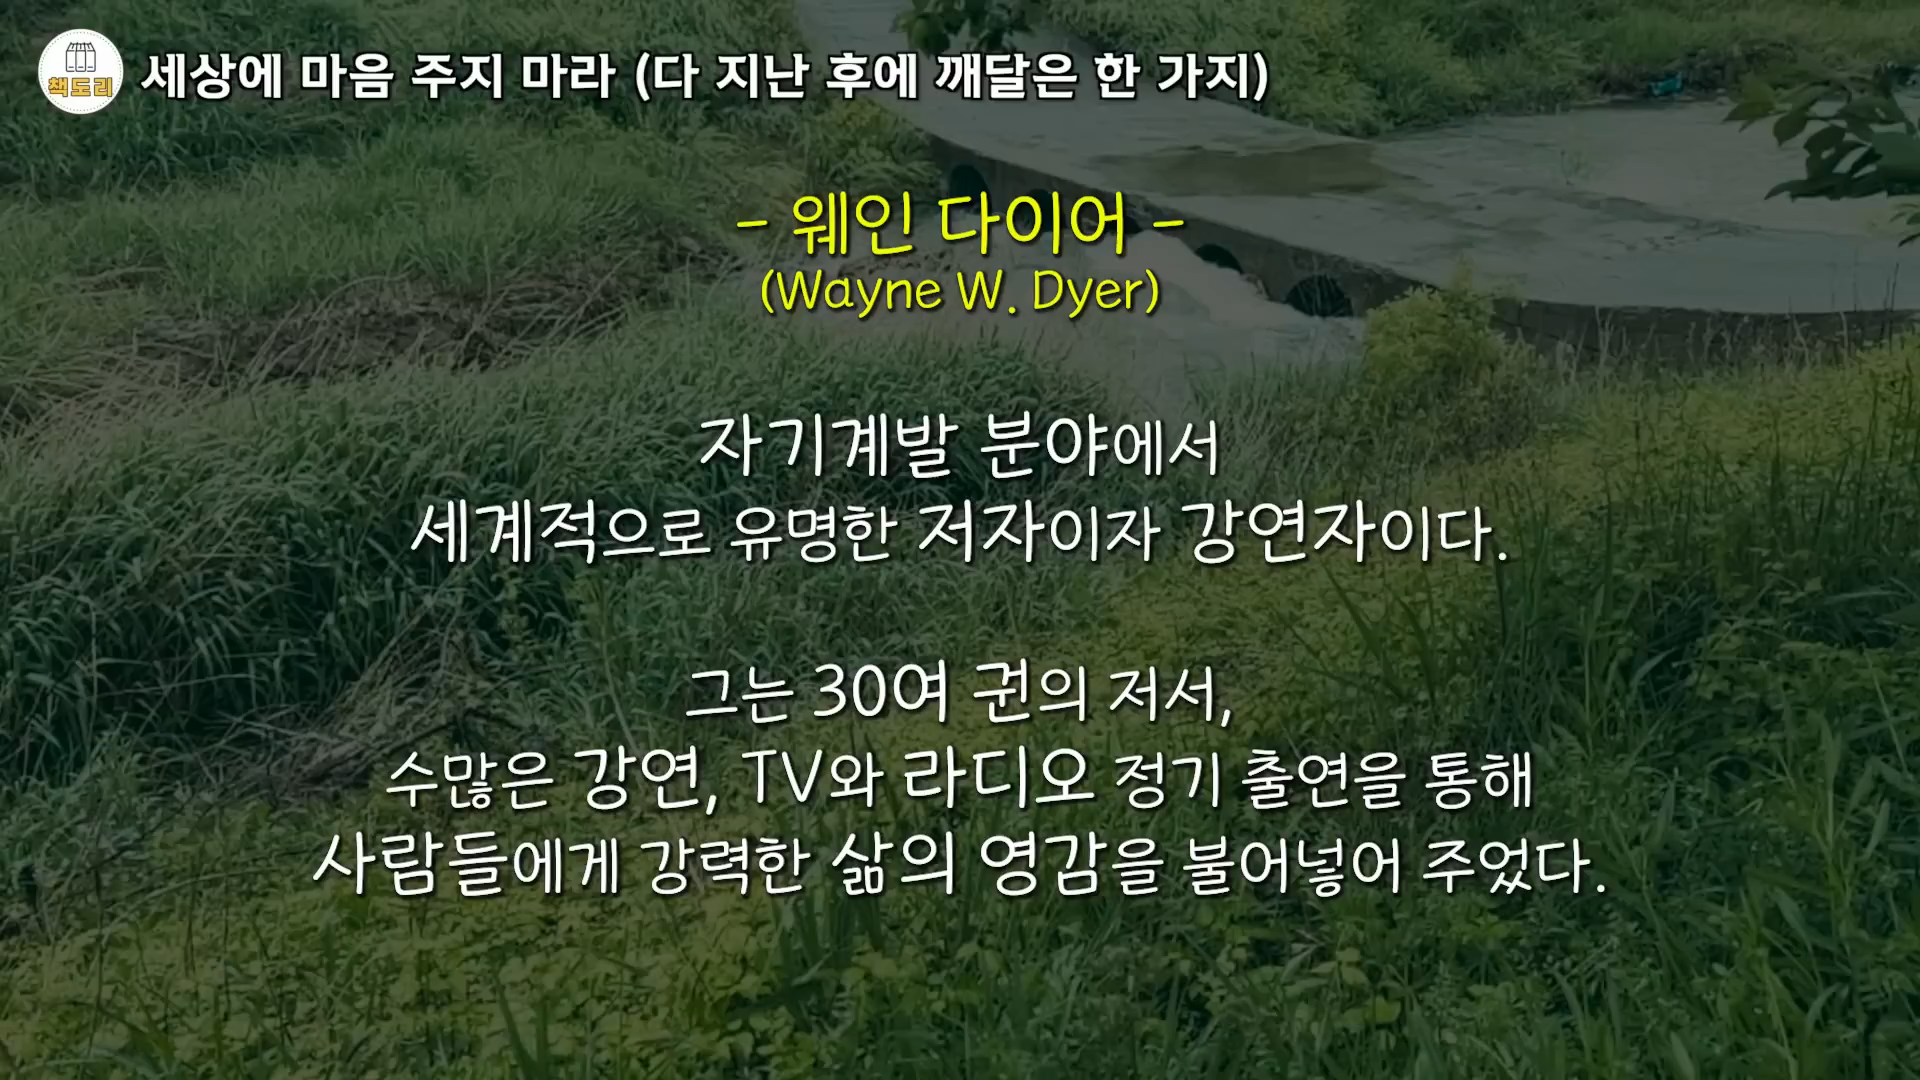 책도리
세상에 마음 주지 마라 (다 지난 후에 깨달은 한 가지)
- 웨인 다이어 -
(Wayne W. Dyer)
자기계발 분야에서
세계적으로 유명한 저자이자 강연자이다.
그는 30여 권의 저서,
수많은 강연, TV와 라디오 정기 출연을 통해
사람들에게 강력한 삶의 영감을 불어넣어 주었다.